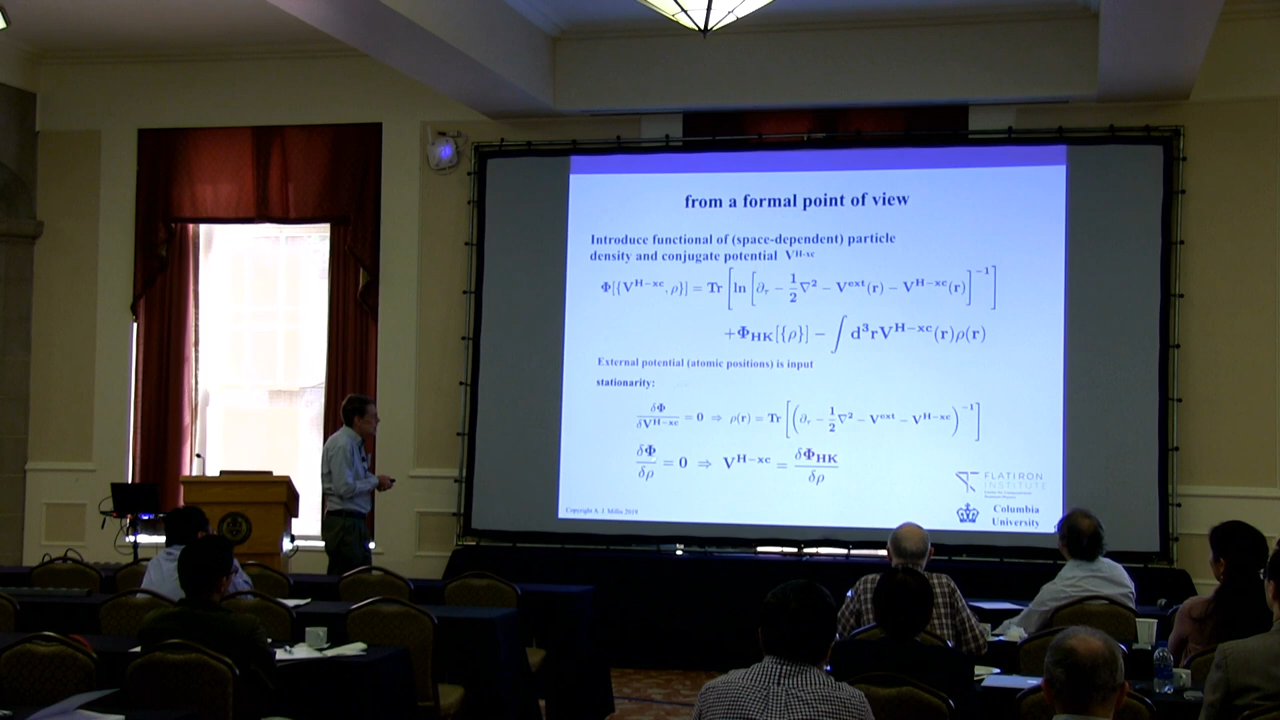 from a formal point of view
Introduce functional of (space-dependent) particle
density and conjugate potential V^{H-xc}
Φ[{V^{H−xc}, ρ}] = Tr [ln [∂_τ − 1/2 ∇² − V^{ext}(r) − V^{H−xc}(r)]^{−1}]
+Φ_{HK}[{ρ}] − ∫ d³r V^{H−xc}(r)ρ(r)
External potential (atomic positions) is input
stationarity:
δΦ/δV^{H−xc} = 0 ⇒ ρ(r) = Tr [(∂_τ − 1/2 ∇² − V^{ext} − V^{H−xc})^{−1}]
δΦ/δρ = 0 ⇒ V^{H−xc} = δΦ_{HK}/δρ
FLATIRON
INSTITUTE
Columbia
University
Copyright A. J. Millis 2019